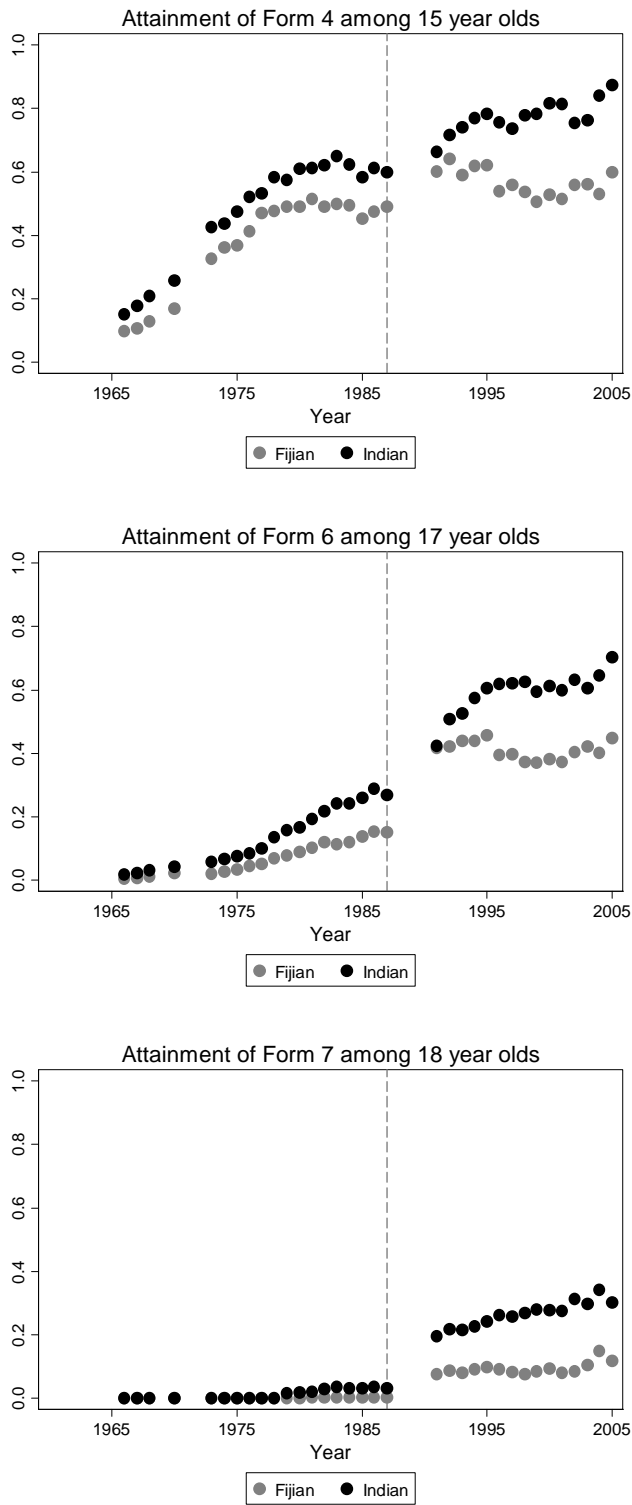 Attainment of Form 4 among 15 year olds
1.0
0.8
0.6
0.4
0.2
0.0
1965 1975 1985 1995 2005
Year
Fijian Indian
Attainment of Form 6 among 17 year olds
1.0
0.8
0.6
0.4
0.2
0.0
1965 1975 1985 1995 2005
Year
Fijian Indian
Attainment of Form 7 among 18 year olds
1.0
0.8
0.6
0.4
0.2
0.0
1965 1975 1985 1995 2005
Year
Fijian Indian